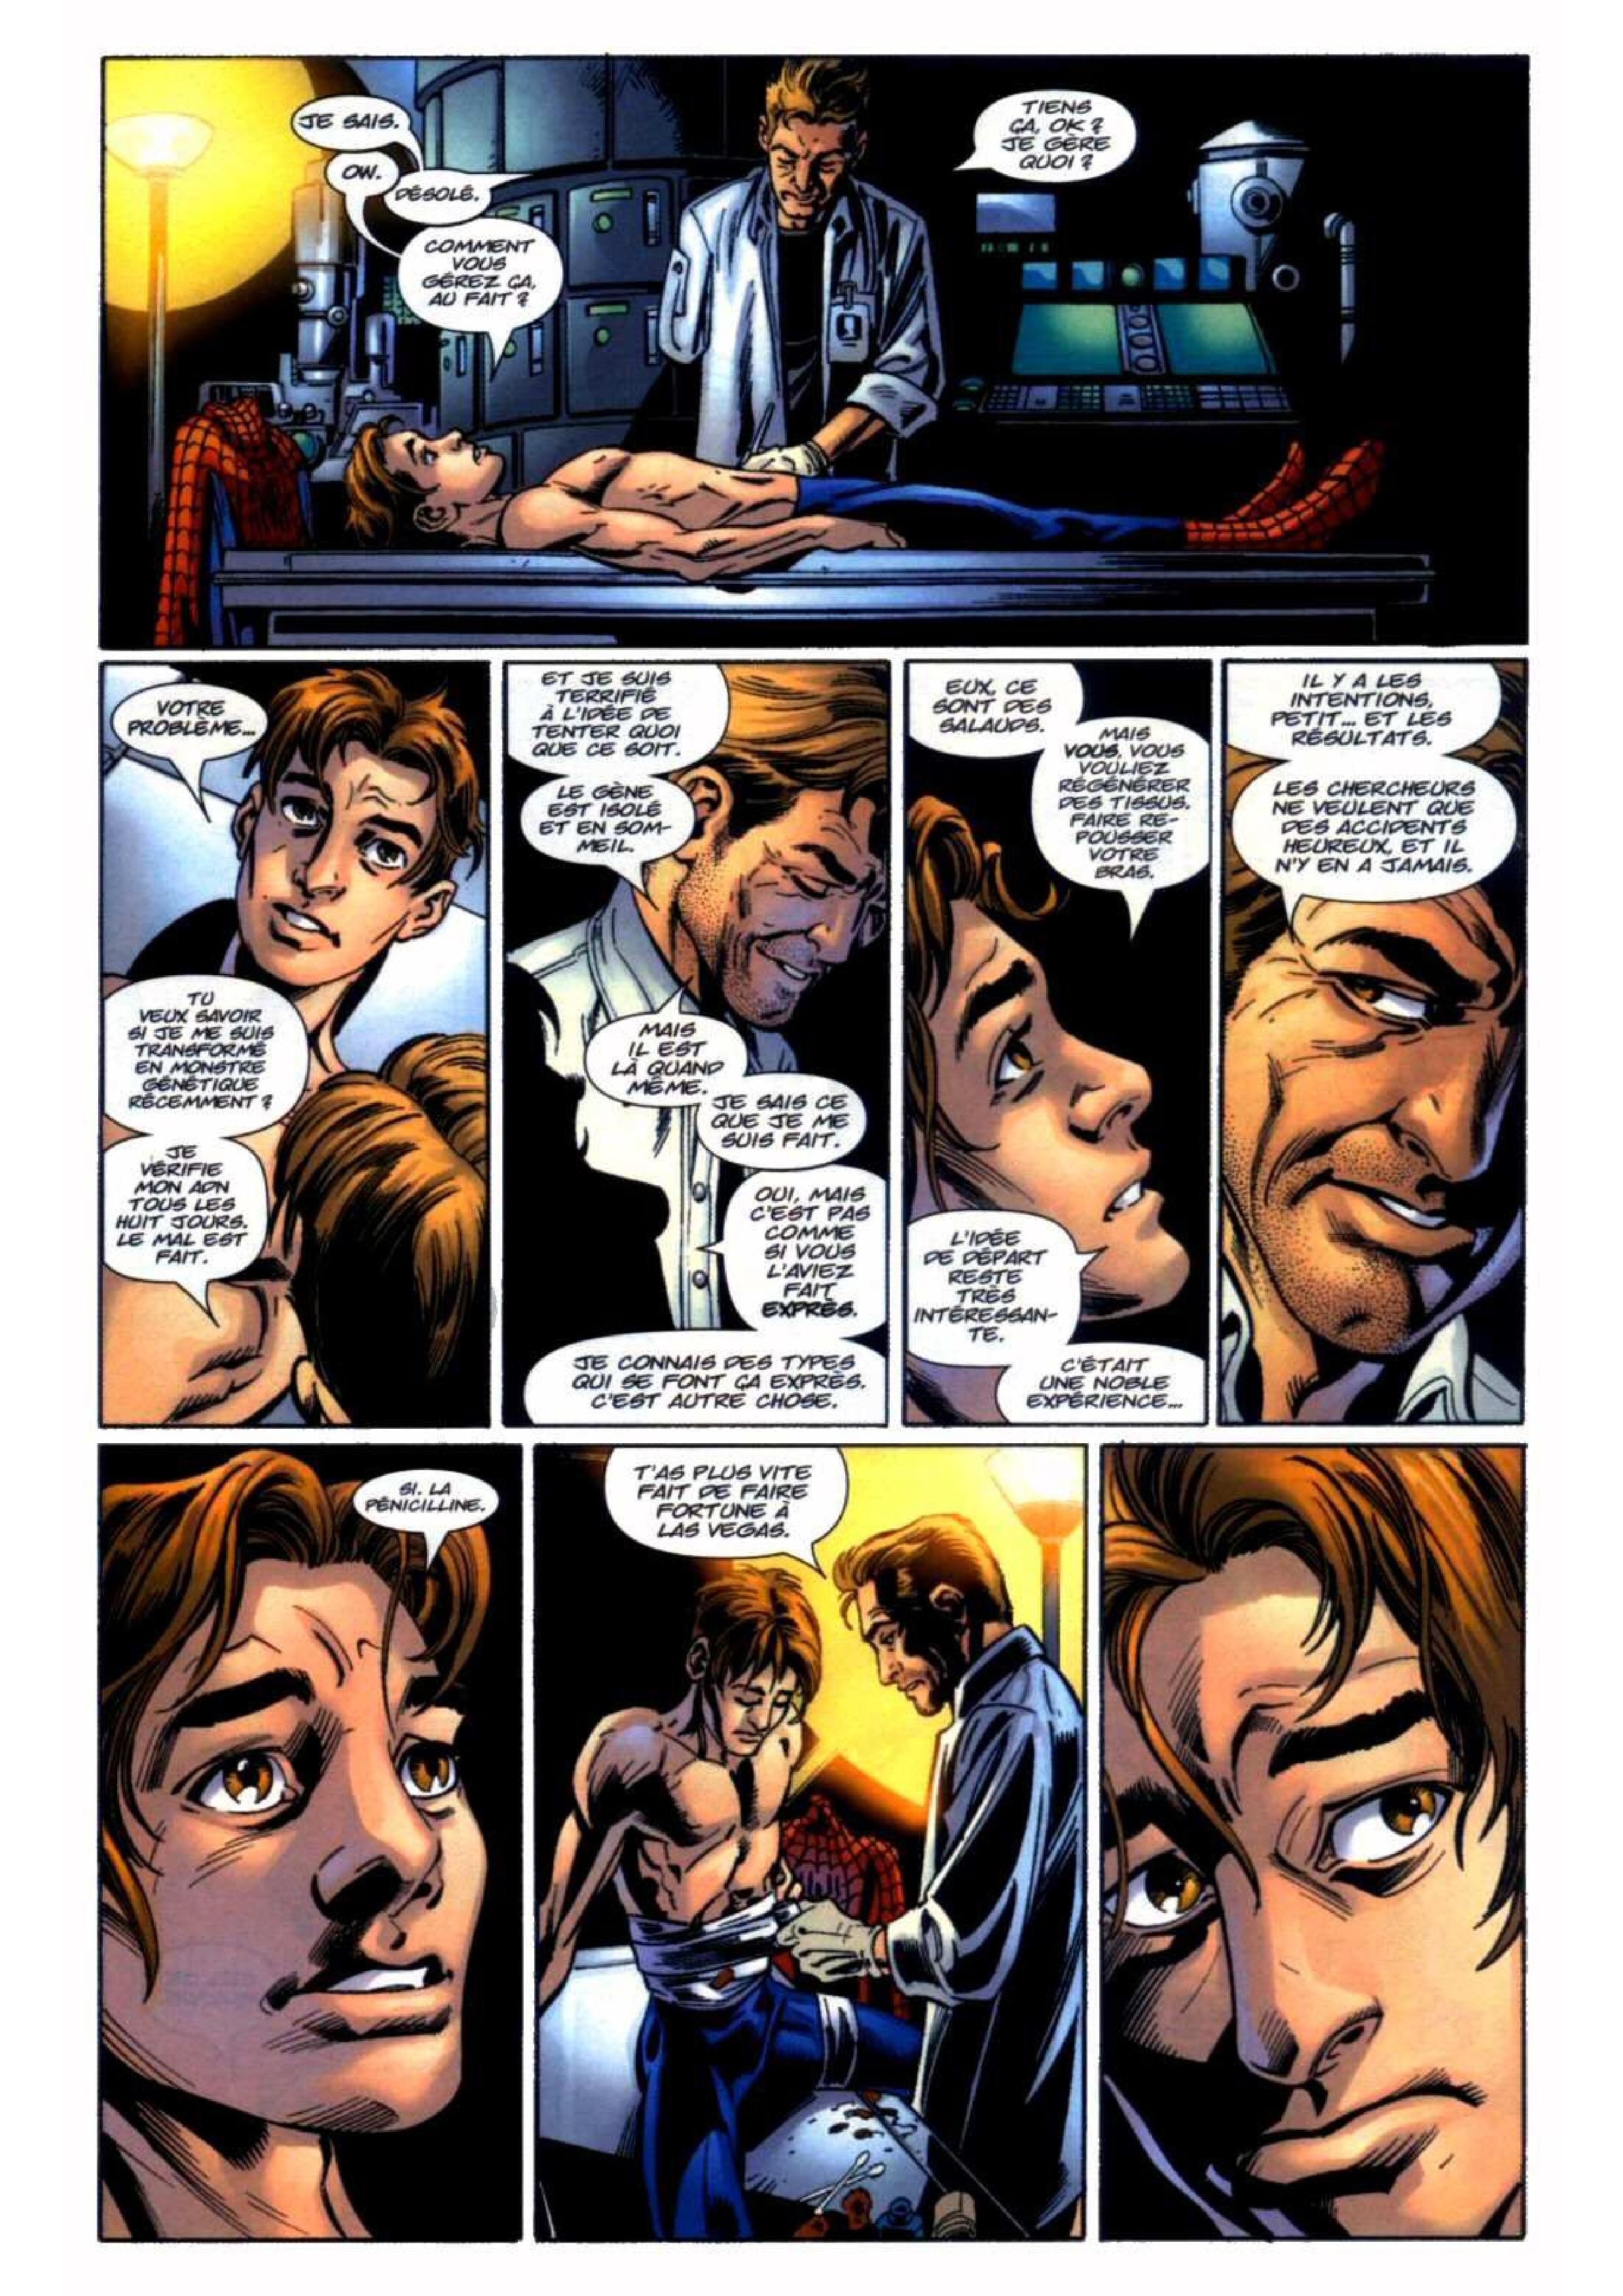 JE SAIS.
OW.
DÉSOLÉ.
COMMENT
VOUS
GÉREZ ÇA,
AU FAIT ?
TIENS
ÇA, OK ?
JE GÈRE
QUOI ?
VOTRE
PROBLÈME...
TU
VEUX SAVOIR
SI JE ME SUIS
TRANSFORMÉ
EN MONSTRE
GÉNÉTIQUE
RÉCEMMENT ?
JE
VÉRIFIE
MON ADN
TOUS LES
HUIT JOURS.
LE MAL EST
FAIT.
ET JE SUIS
TERRIFIÉ
À L'IDÉE DE
TENTER QUOI
QUE CE SOIT.
LE GÈNE
EST ISOLÉ
ET EN SOM-
MEIL.
MAIS
IL EST
LÀ QUAND
MÊME.
JE SAIS CE
QUE JE ME
SUIS FAIT.
OUI, MAIS
C'EST PAS
COMME
SI VOUS
L'AVIEZ
FAIT
EXPRÈS.
JE CONNAIS DES TYPES
QUI SE FONT ÇA EXPRÈS.
C'EST AUTRE CHOSE.
EUX, CE
SONT DES
SALAUDS.
MAIS
VOUS, VOUS
VOULIEZ
RÉGÉNÉRER
DES TISSUS.
FAIRE RE-
POUSSER
VOTRE
BRAS.
L'IDÉE
DE DÉPART
RESTE
TRÈS
INTÉRESSAN-
TE.
C'ÉTAIT
UNE NOBLE
EXPÉRIENCE...
IL Y A LES
INTENTIONS,
PETIT... ET LES
RÉSULTATS.
LES CHERCHEURS
NE VEULENT QUE
DES ACCIDENTS
HEUREUX, ET IL
N'Y EN A JAMAIS.
SI. LA
PÉNICILLINE.
T'AS PLUS VITE
FAIT DE FAIRE
FORTUNE À
LAS VEGAS.